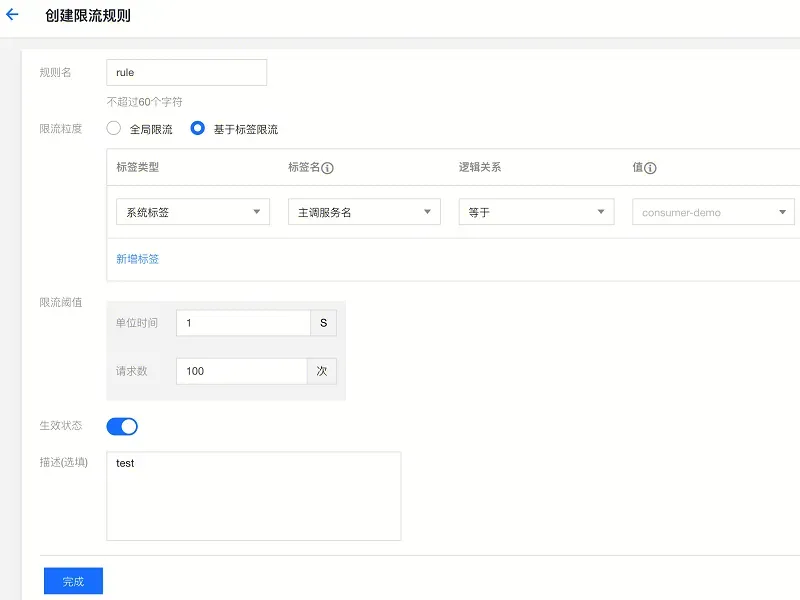 创建限流规则
规则名 rule
不超过60个字符
限流粒度 全局限流 基于标签限流
标签类型 标签名 逻辑关系 值
系统标签 主调服务名 等于 consumer-demo
新增标签
限流阈值
单位时间 1 S
请求数 100 次
生效状态
描述(选填) test
完成